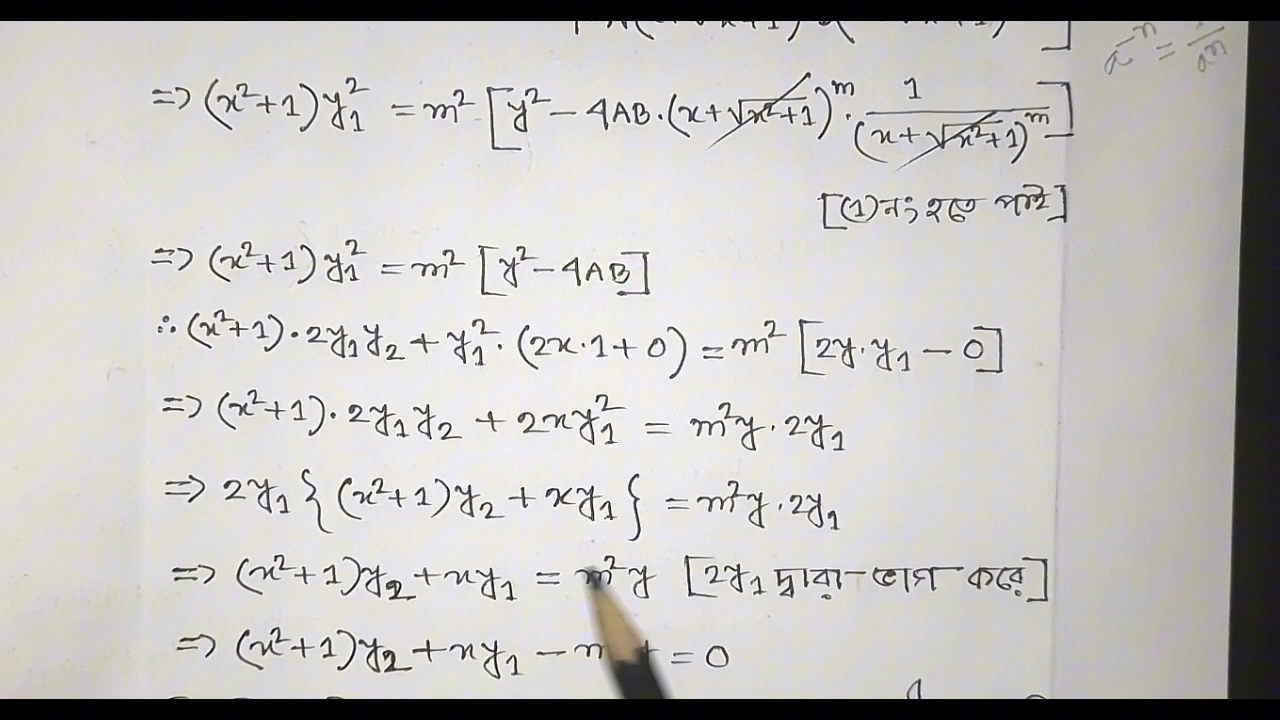 => (x²+1)y₁² = m² [y² - 4AB.(x+√x²+1)ᵐ. 1/(x+√x²+1)ᵐ]
[(1)নং হতে পাই]
=> (x²+1)y₁² = m² [y² - 4AB]
∴ (x²+1)·2y₁y₂ + y₁²·(2x·1+0) = m² [2y·y₁ - 0]
=> (x²+1)·2y₁y₂ + 2xy₁² = m²y·2y₁
=> 2y₁{(x²+1)y₂ + xy₁} = m²y·2y₁
=> (x²+1)y₂ + xy₁ = m²y [2y₁ দ্বারা ভাগ করে]
=> (x²+1)y₂ + xy₁ - = 0